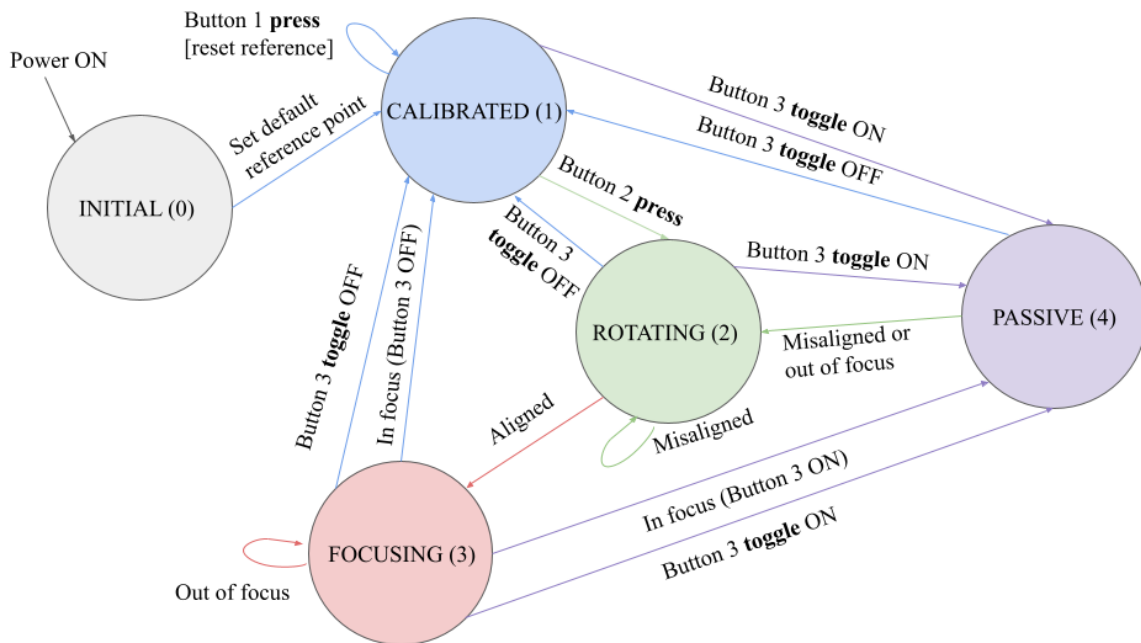 Button 1 press
[reset reference]
Power ON
CALIBRATED (1)
Set default
reference point
INITIAL (0)
Button 3 toggle ON
Button 3 toggle OFF
Button 2 press
Button 3
toggle OFF
Button 3 toggle ON
ROTATING (2)
PASSIVE (4)
Misaligned or
out of focus
Button 3 toggle OFF
In focus (Button 3 OFF)
Aligned
Misaligned
FOCUSING (3)
Out of focus
In focus (Button 3 ON)
Button 3 toggle ON